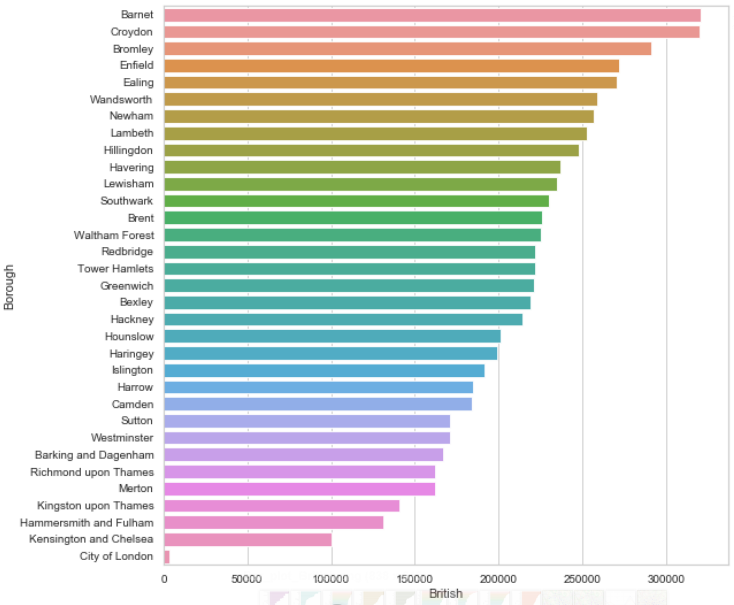 Barnet
Croydon
Bromley
Enfield
Ealing
Wandsworth
Newham
Lambeth
Hillingdon
Havering
Lewisham
Southwark
Brent
Waltham Forest
Redbridge
Tower Hamlets
Greenwich
Bexley
Hackney
Hounslow
Haringey
Islington
Harrow
Camden
Sutton
Westminster
Barking and Dagenham
Richmond upon Thames
Merton
Kingston upon Thames
Hammersmith and Fulham
Kensington and Chelsea
City of London
Borough
0 50000 100000 150000 200000 250000 300000
British